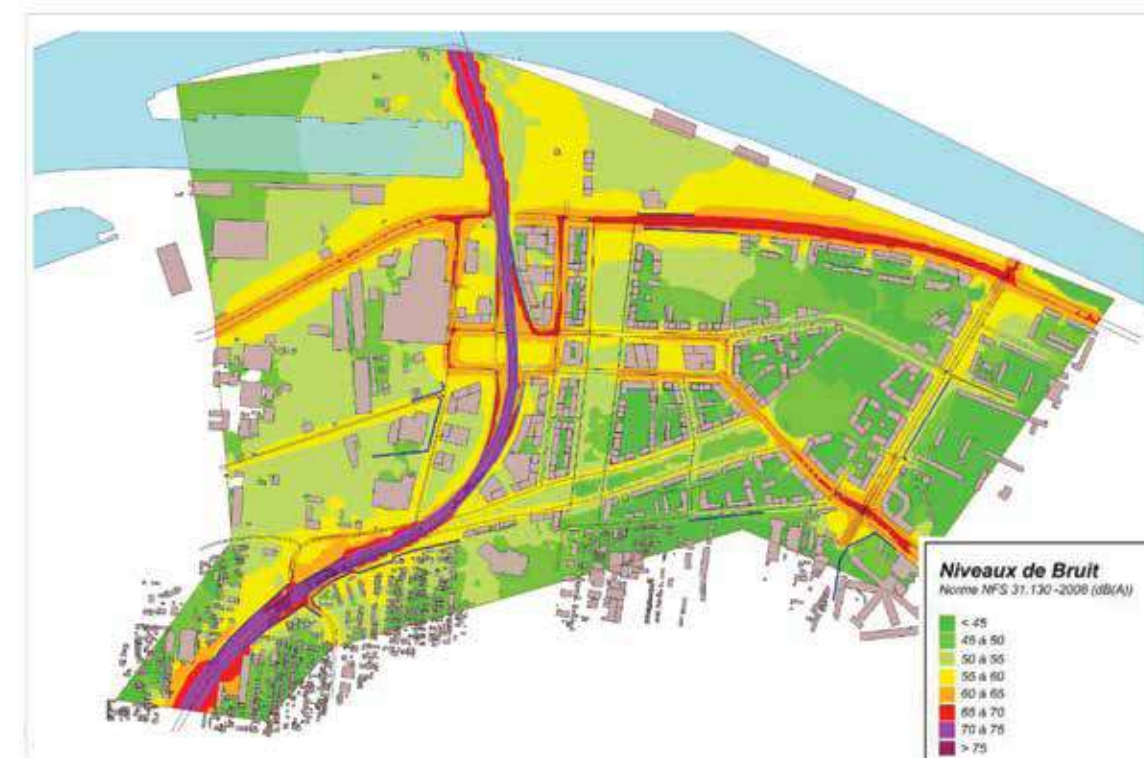 Niveaux de Bruit
Norme NFS 31.130 -2006 (dB(A))
< 45
45 à 50
50 à 55
55 à 60
60 à 65
65 à 70
70 à 75
> 75